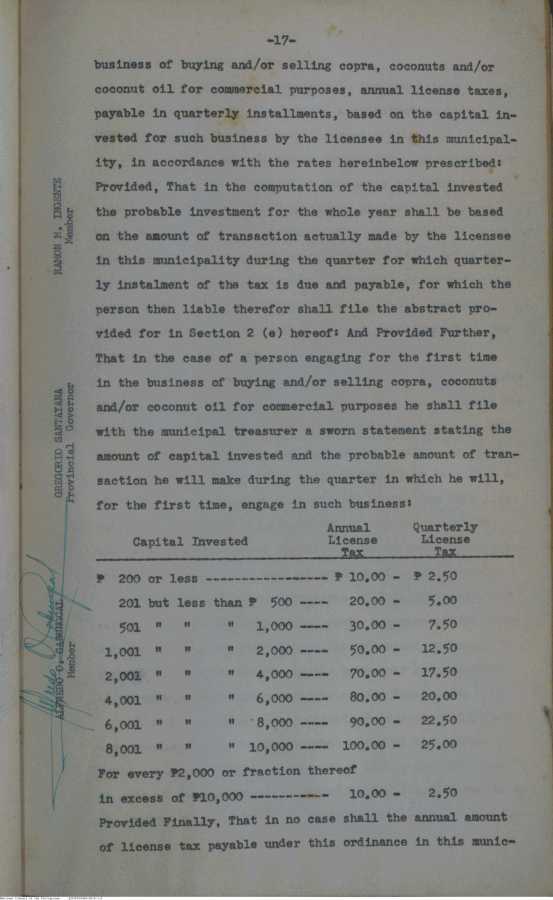 -17-
business of buying and/or selling copra, coconuts and/or
coconut oil for commercial purposes, annual license taxes,
payable in quarterly installments, based on the capital in-
vested for such business by the licensee in this municipal-
ity, in accordance with the rates hereinbelow prescribed:
Provided, That in the computation of the capital invested
the probable investment for the whole year shall be based
on the amount of transaction actually made by the licensee
in this municipality during the quarter for which quarter-
ly instalment of the tax is due and payable, for which the
person then liable therefor shall file the abstract pro-
vided for in Section 2 (e) hereof: And Provided Further,
That in the case of a person engaging for the first time
in the business of buying and/or selling copra, coconuts
and/or coconut oil for commercial purposes he shall file
with the municipal treasurer a sworn statement stating the
amount of capital invested and the probable amount of tran-
saction he will make during the quarter in which he will,
for the first time, engage in such business:
Annual Quarterly
Capital Invested License License
Tax Tax
₱ 200 or less ------------------ ₱ 10.00 - ₱ 2.50
201 but less than ₱ 500 ---- 20.00 - 5.00
501 " " " 1,000 ---- 30.00 - 7.50
1,001 " " " 2,000 ---- 50.00 - 12.50
2,001 " " " 4,000 ---- 70.00 - 17.50
4,001 " " " 6,000 ---- 80.00 - 20.00
6,001 " " " 8,000 ---- 90.00 - 22.50
8,001 " " " 10,000 ---- 100.00 - 25.00
For every ₱2,000 or fraction thereof
in excess of ₱10,000 ----------- 10.00 - 2.50
Provided Finally, That in no case shall the annual amount
of license tax payable under this ordinance in this munic-
RAMON M. INGENTE
Member
GREGORIO SANTAYANA
Provincial Governor
Member